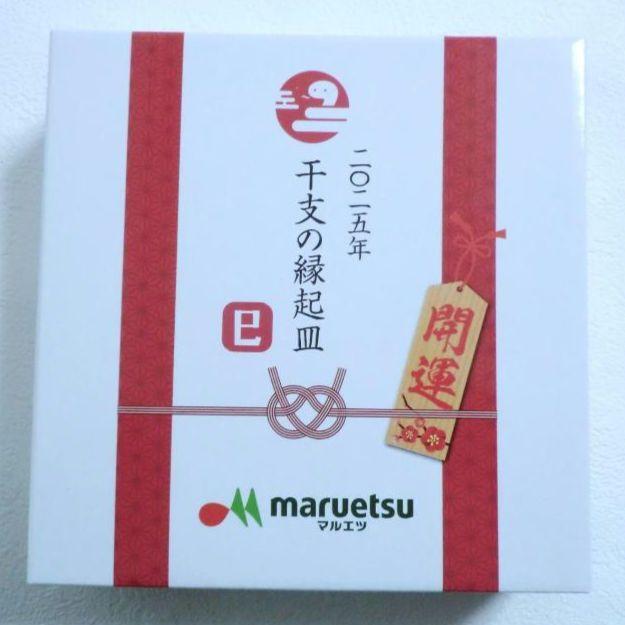 二〇二五年
干支の縁起皿
巳
開運
maruetsu
マルエツ